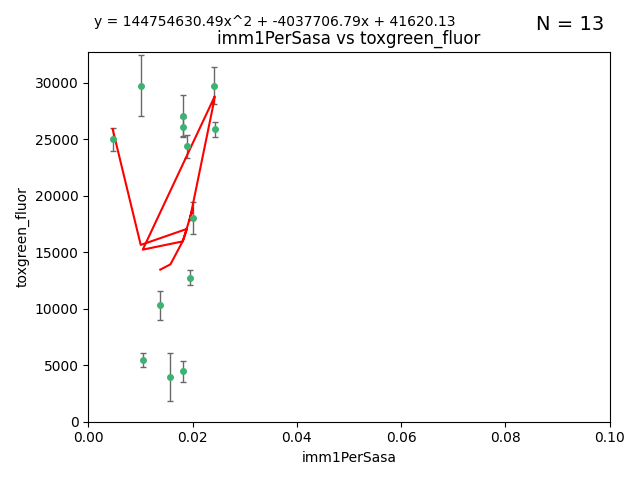 y = 144754630.49x^2 + -4037706.79x + 41620.13
N = 13
imm1PerSasa vs toxgreen_fluor
30000
25000
20000
15000
10000
5000
0
toxgreen_fluor
0.00 0.02 0.04 0.06 0.08 0.10
imm1PerSasa